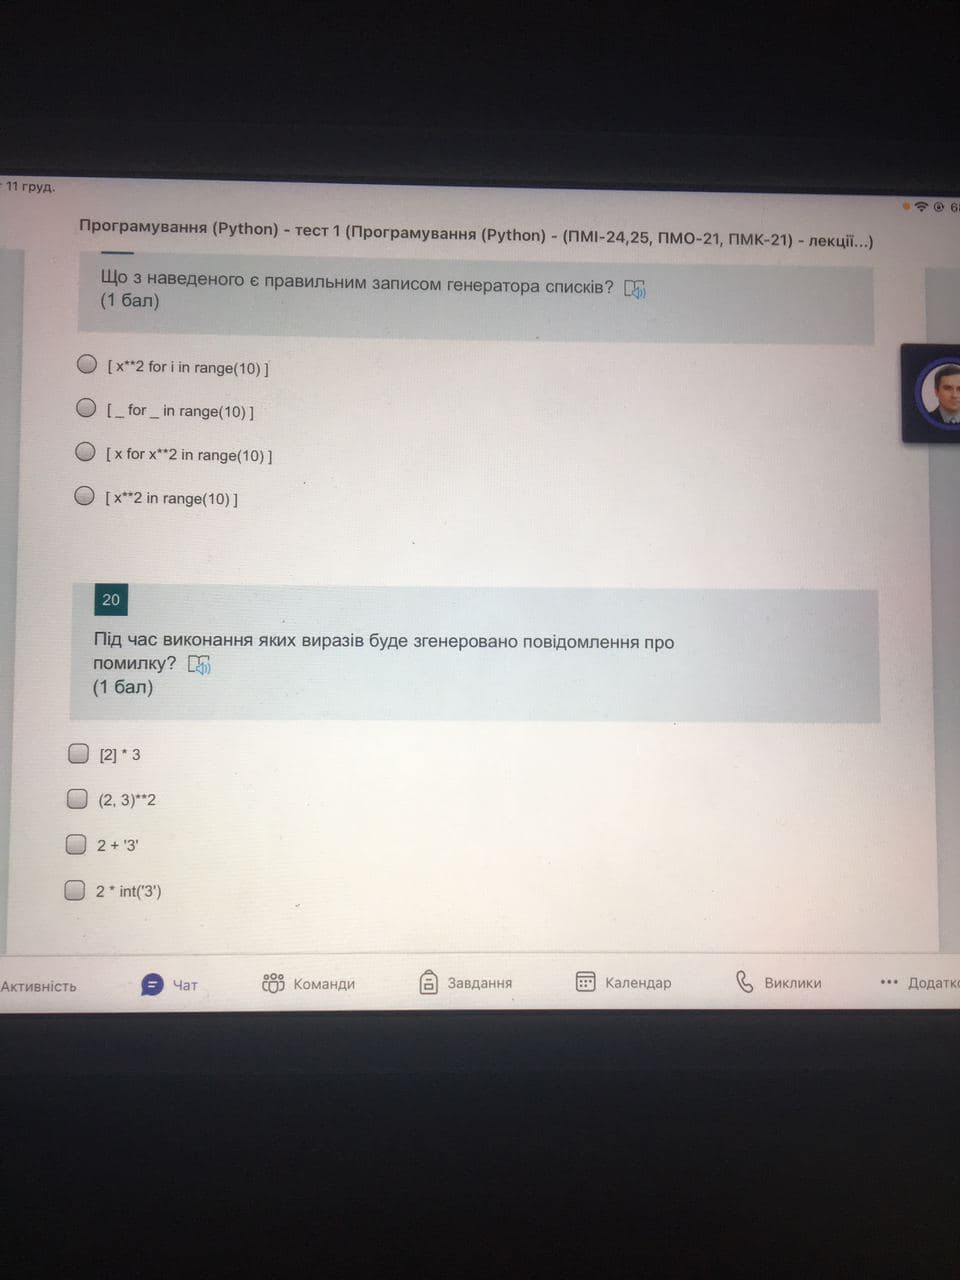 11 груд.
Програмування (Python) - тест 1 (Програмування (Python) - (ПМІ-24,25, ПМО-21, ПМК-21) - лекції...)
Що з наведеного є правильним записом генератора списків?
(1 бал)
[ x**2 for i in range(10) ]
[ _ for _ in range(10) ]
[ x for x**2 in range(10) ]
[ x**2 in range(10) ]
20
Під час виконання яких виразів буде згенеровано повідомлення про
помилку?
(1 бал)
[2] * 3
(2, 3)**2
2 + '3'
2 * int('3')
Активність Чат Команди Завдання Календар Виклики